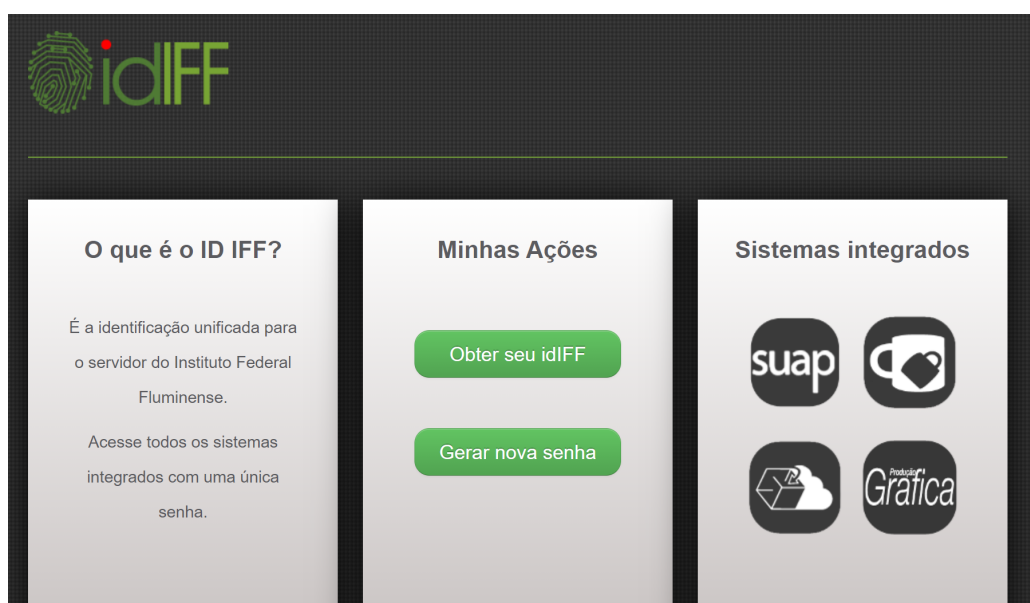 idIFF
O que é o ID IFF?
É a identificação unificada para
o servidor do Instituto Federal
Fluminense.
Acesse todos os sistemas
integrados com uma única
senha.
Minhas Ações
Obter seu idIFF
Gerar nova senha
Sistemas integrados
suap
Produção
Gráfica